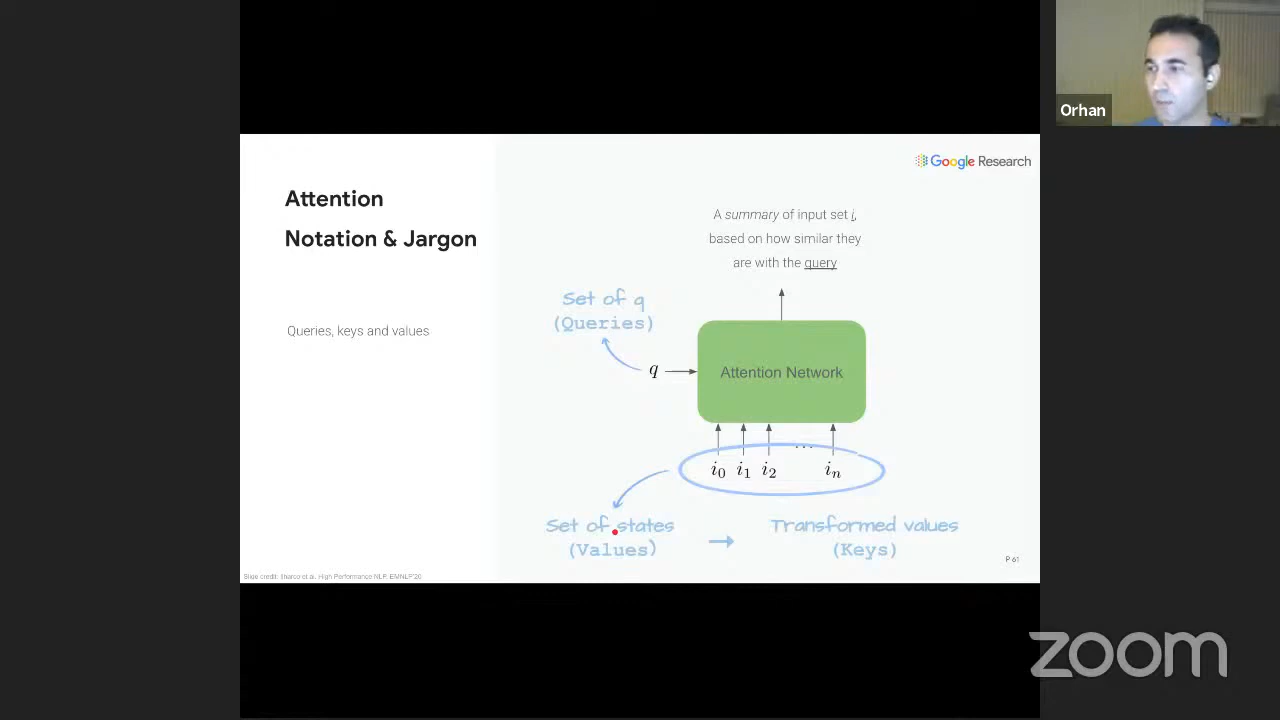 Orhan
Google Research
Attention
Notation & Jargon
Queries, keys and values
A summary of input set i,
based on how similar they
are with the query
Set of q
(Queries)
q
Attention Network
...
i0 i1 i2 in
Set of states
(Values)
Transformed values
(Keys)
P 61
Slide credit: Ilharco et al. High Performance NLP, EMNLP'20
zoom